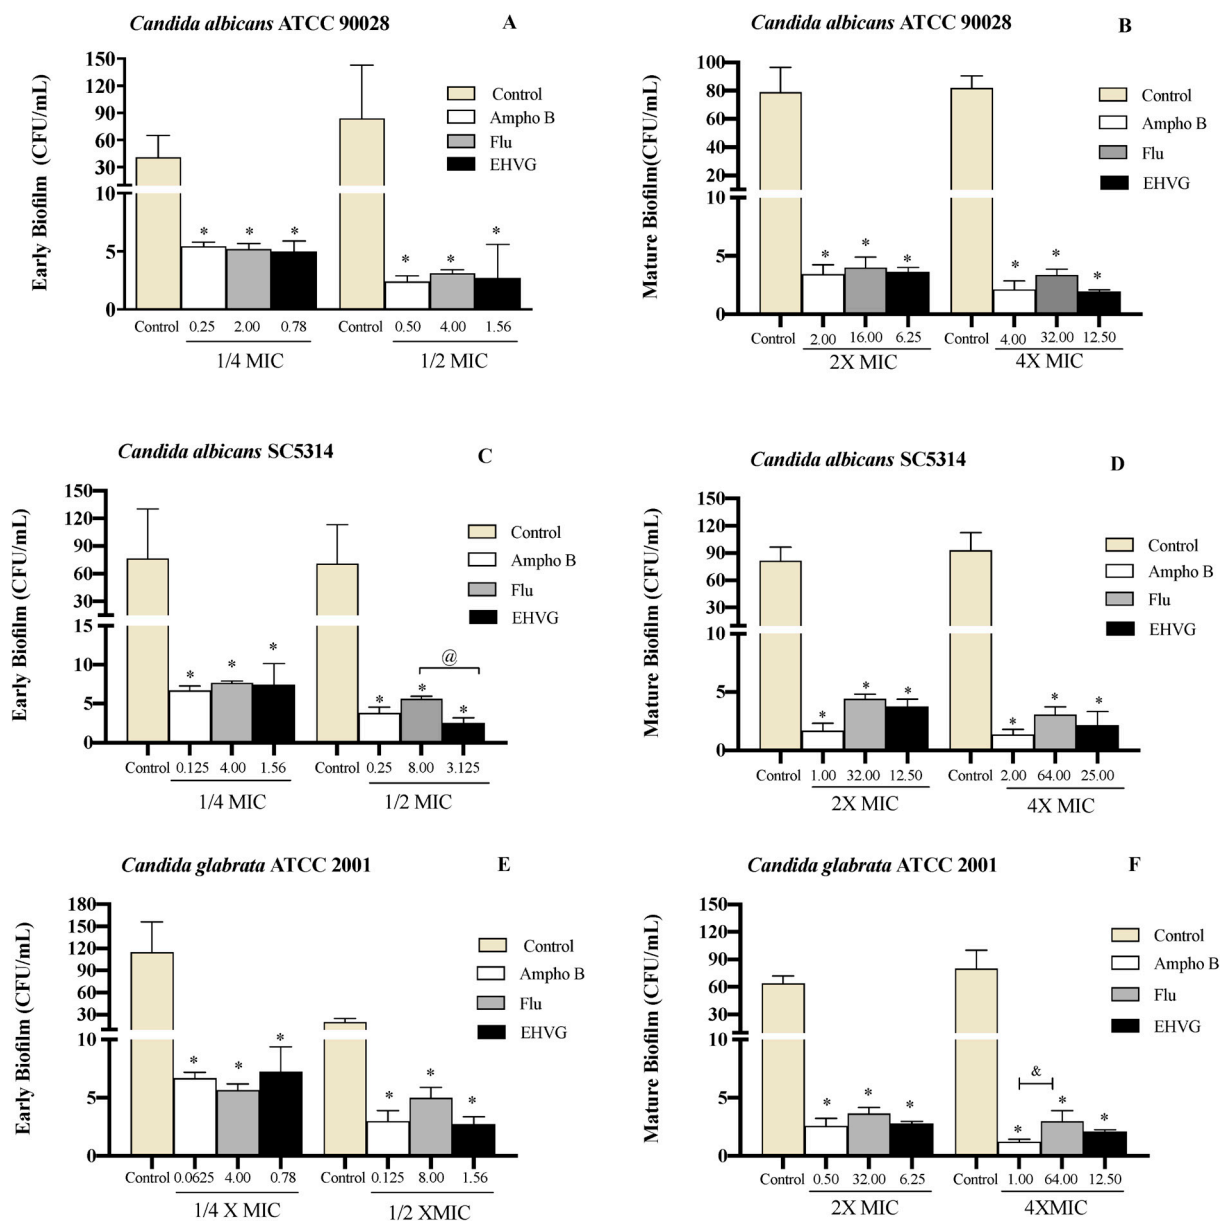 Candida albicans ATCC 90028 A
Early Biofilm (CFU/mL)
150
120
90
60
30
10
5
0
Control
Ampho B
Flu
EHVG
* * * * * *
Control 0.25 2.00 0.78 Control 0.50 4.00 1.56
1/4 MIC 1/2 MIC
Candida albicans ATCC 90028 B
Mature Biofilm(CFU/mL)
100
80
60
40
20
10
5
0
Control
Ampho B
Flu
EHVG
* * * * * *
Control 2.00 16.00 6.25 Control 4.00 32.00 12.50
2X MIC 4X MIC
Candida albicans SC5314 C
Early Biofilm (CFU/mL)
150
120
90
60
30
15
10
5
0
Control
Ampho B
Flu
EHVG
@
* * * * * *
Control 0.125 4.00 1.56 Control 0.25 8.00 3.125
1/4 MIC 1/2 MIC
Candida albicans SC5314 D
Mature Biofilm (CFU/mL)
150
120
90
60
30
10
5
0
Control
Ampho B
Flu
EHVG
* * * * * *
Control 1.00 32.00 12.50 Control 2.00 64.00 25.00
2X MIC 4X MIC
Candida glabrata ATCC 2001 E
Early Biofilm (CFU/mL)
180
150
120
90
60
30
10
5
0
Control
Ampho B
Flu
EHVG
* * * * * *
Control 0.0625 4.00 0.78 Control 0.125 8.00 1.56
1/4 X MIC 1/2 XMIC
Candida glabrata ATCC 2001 F
Mature Biofilm (CFU/mL)
150
120
90
60
30
10
5
0
Control
Ampho B
Flu
EHVG
&
* * * * * *
Control 0.50 32.00 6.25 Control 1.00 64.00 12.50
2X MIC 4XMIC